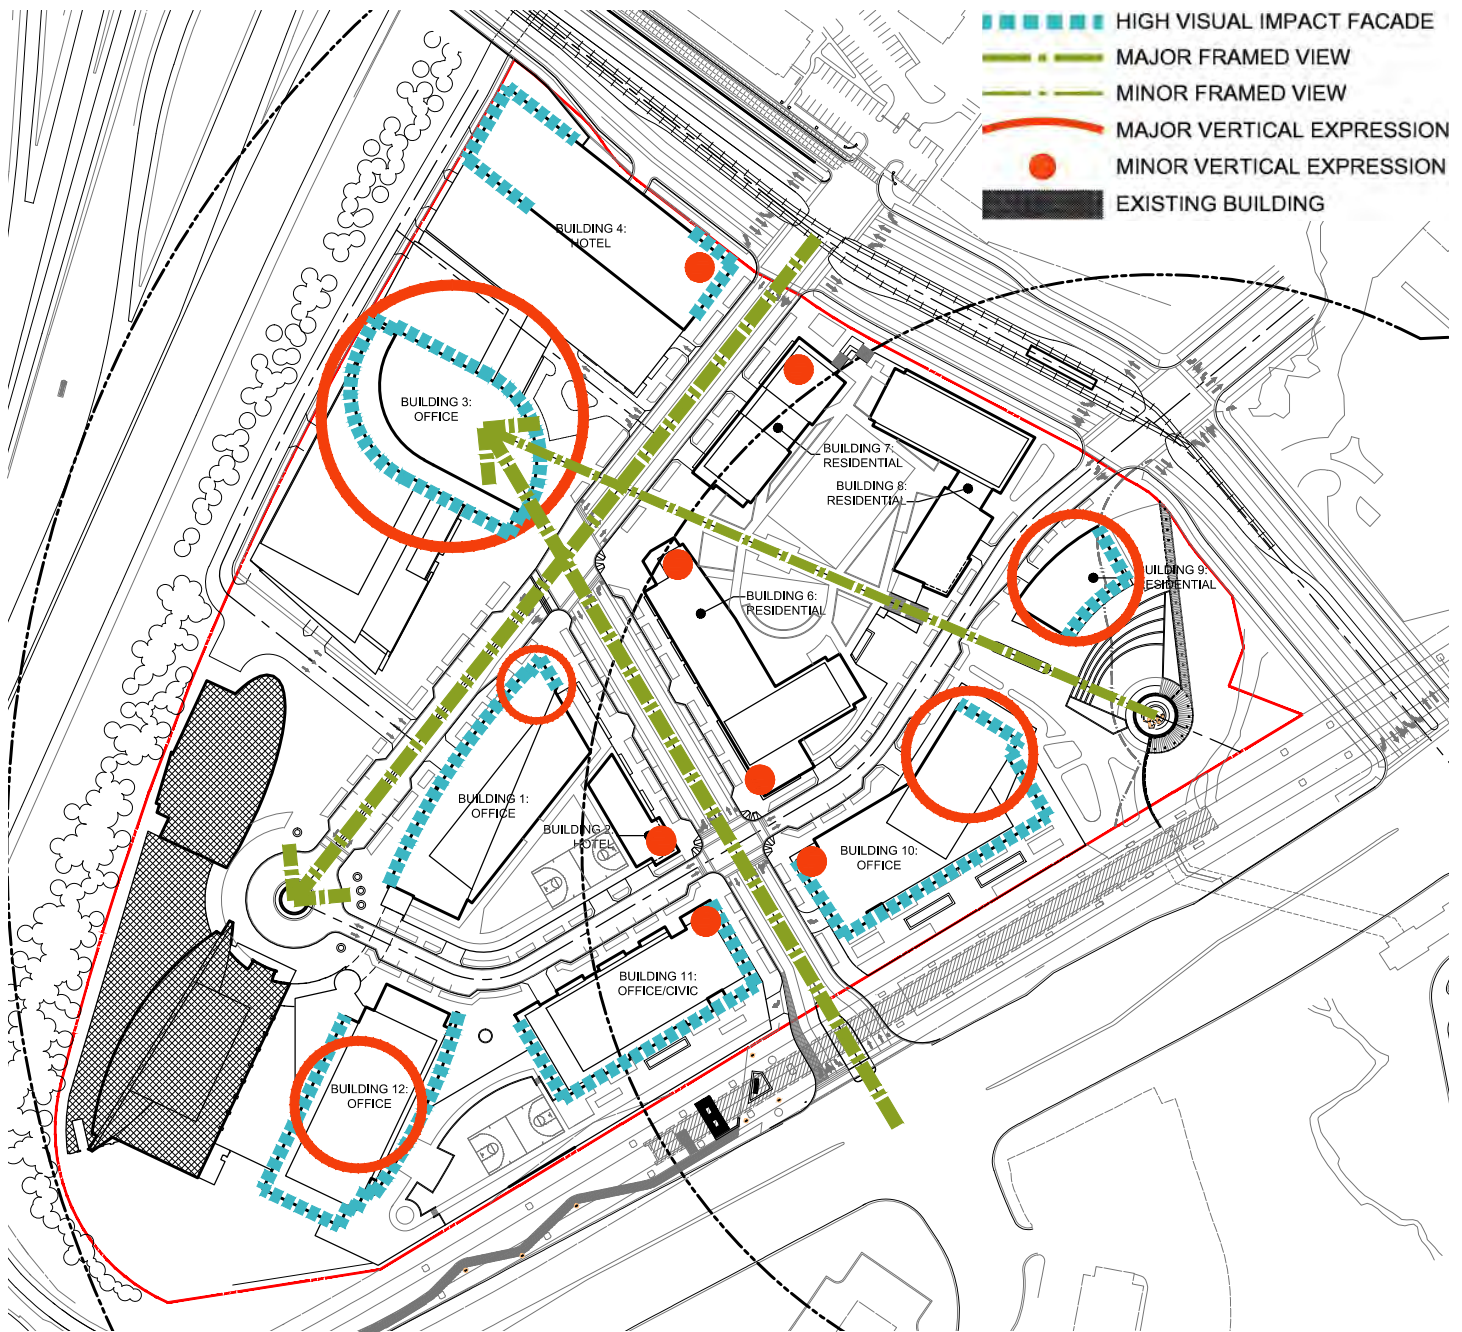 HIGH VISUAL IMPACT FACADE
MAJOR FRAMED VIEW
MINOR FRAMED VIEW
MAJOR VERTICAL EXPRESSION
MINOR VERTICAL EXPRESSION
EXISTING BUILDING
BUILDING 4:
HOTEL
BUILDING 3:
OFFICE
BUILDING 7:
RESIDENTIAL
BUILDING 8:
RESIDENTIAL
BUILDING 9:
RESIDENTIAL
BUILDING 6:
RESIDENTIAL
BUILDING 1:
OFFICE
BUILDING 2:
HOTEL
BUILDING 10:
OFFICE
BUILDING 11:
OFFICE/CIVIC
BUILDING 12:
OFFICE